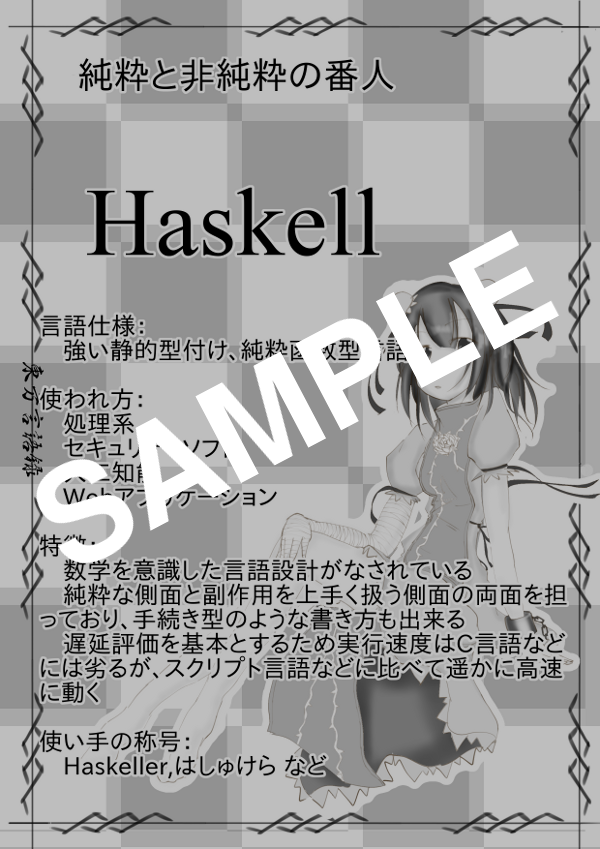 純粋と非純粋の番人
Haskell
言語仕様：
強い静的型付け、純粋函数型言語
使われ方：
処理系
セキュリ ソフ
人工知能
Webアプリケーション
特徴：
数学を意識した言語設計がなされている
純粋な側面と副作用を上手く扱う側面の両面を担
っており、手続き型のような書き方も出来る
遅延評価を基本とするため実行速度はC言語など
には劣るが、スクリプト言語などに比べて遥かに高速
に動く
使い手の称号：
Haskeller,はしゅけら など
東方言語録
SAMPLE